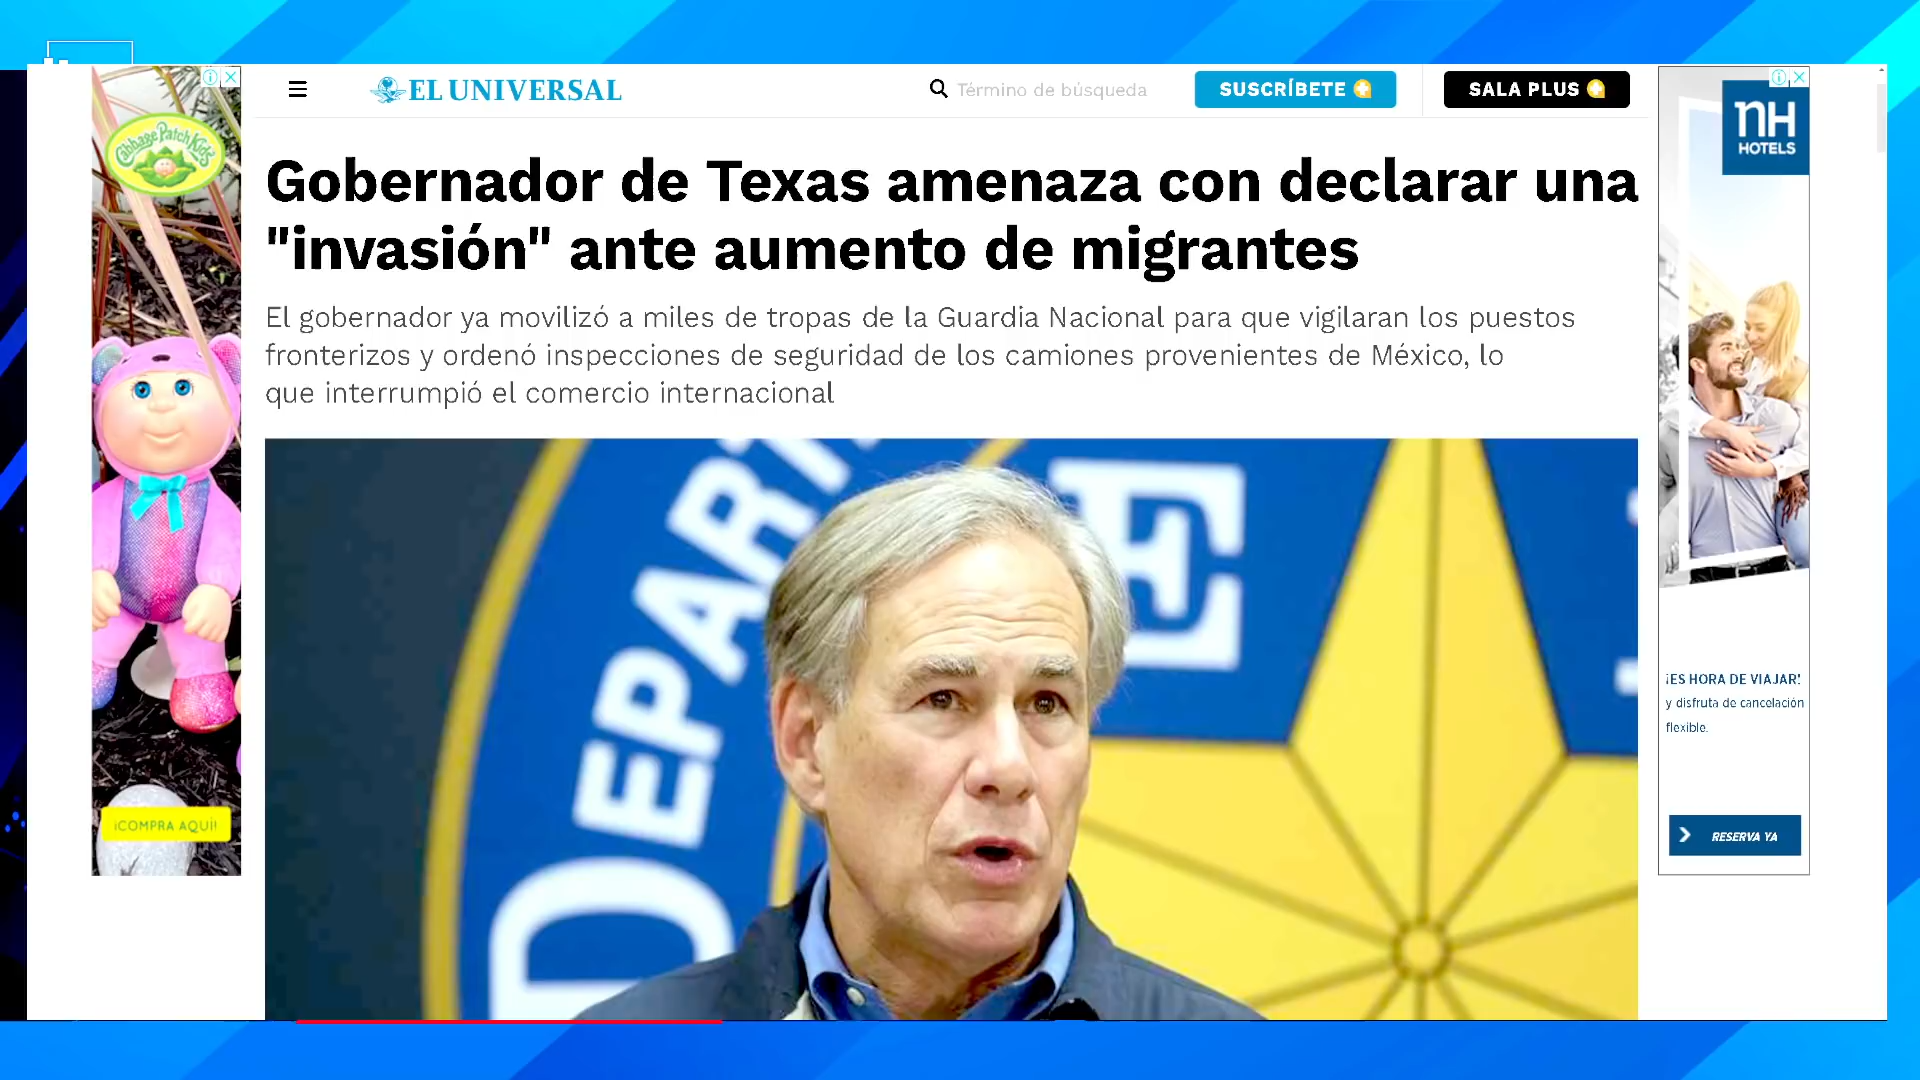 EL UNIVERSAL
Término de búsqueda
SUSCRÍBETE
SALA PLUS
Gobernador de Texas amenaza con declarar una
"invasión" ante aumento de migrantes
El gobernador ya movilizó a miles de tropas de la Guardia Nacional para que vigilaran los puestos
fronterizos y ordenó inspecciones de seguridad de los camiones provenientes de México, lo
que interrumpió el comercio internacional
Cabbage Patch Kids
¡COMPRA AQUÍ!
DEPART
E
nH
HOTELS
¡ES HORA DE VIAJAR!
y disfruta de cancelación
flexible.
RESERVA YA